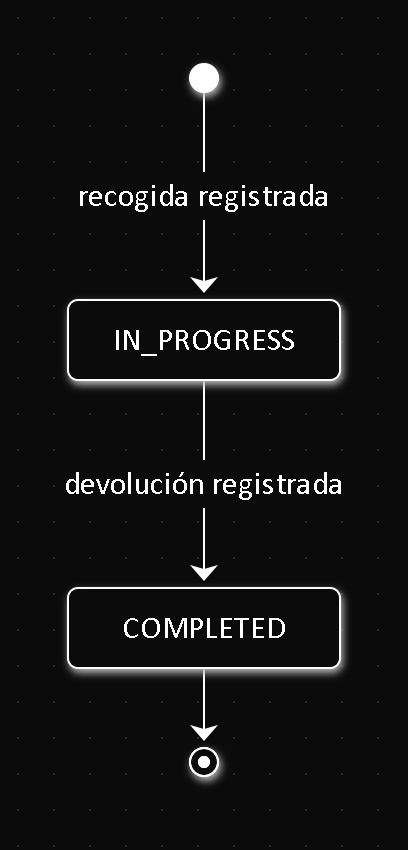 recogida registrada
IN_PROGRESS
devolución registrada
COMPLETED